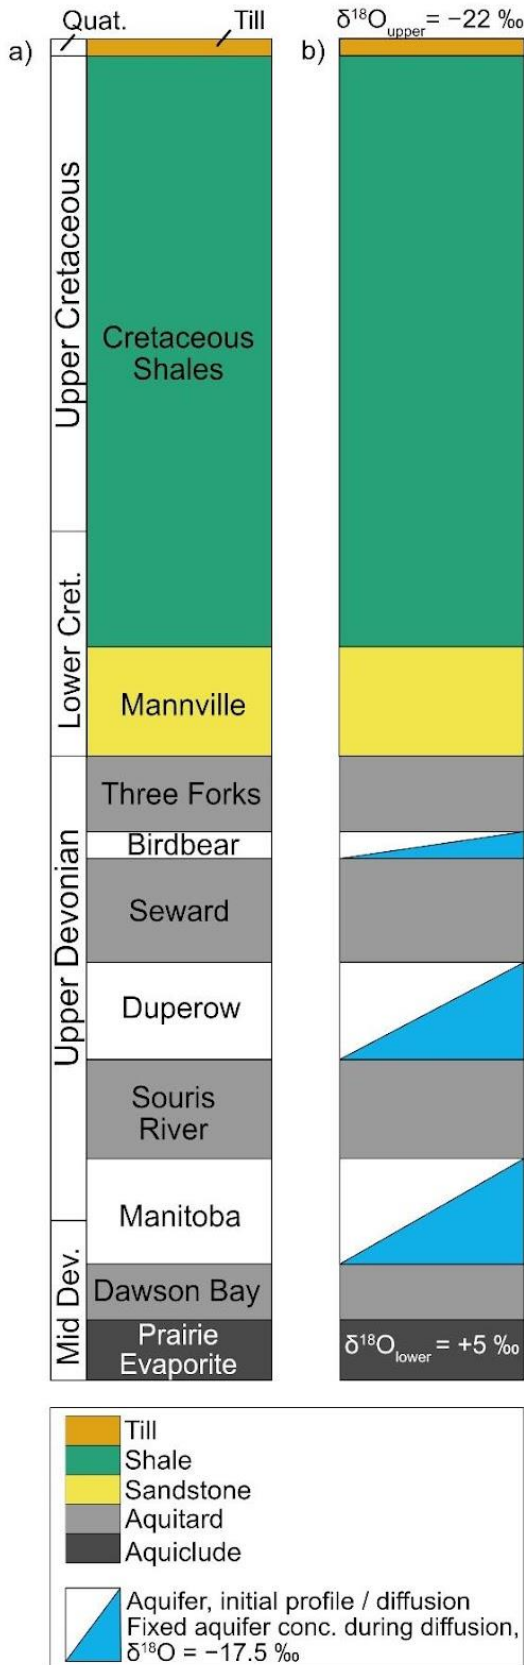 Quat. Till
a)
b) δ¹⁸Oupper = −22 ‰
Upper Cretaceous
Cretaceous
Shales
Lower Cret.
Mannville
Upper Devonian
Three Forks
Birdbear
Seward
Duperow
Souris
River
Manitoba
Mid Dev.
Dawson Bay
Prairie
Evaporite
δ¹⁸Olower = +5 ‰
Till
Shale
Sandstone
Aquitard
Aquiclude
Aquifer, initial profile / diffusion
Fixed aquifer conc. during diffusion,
δ¹⁸O = −17.5 ‰